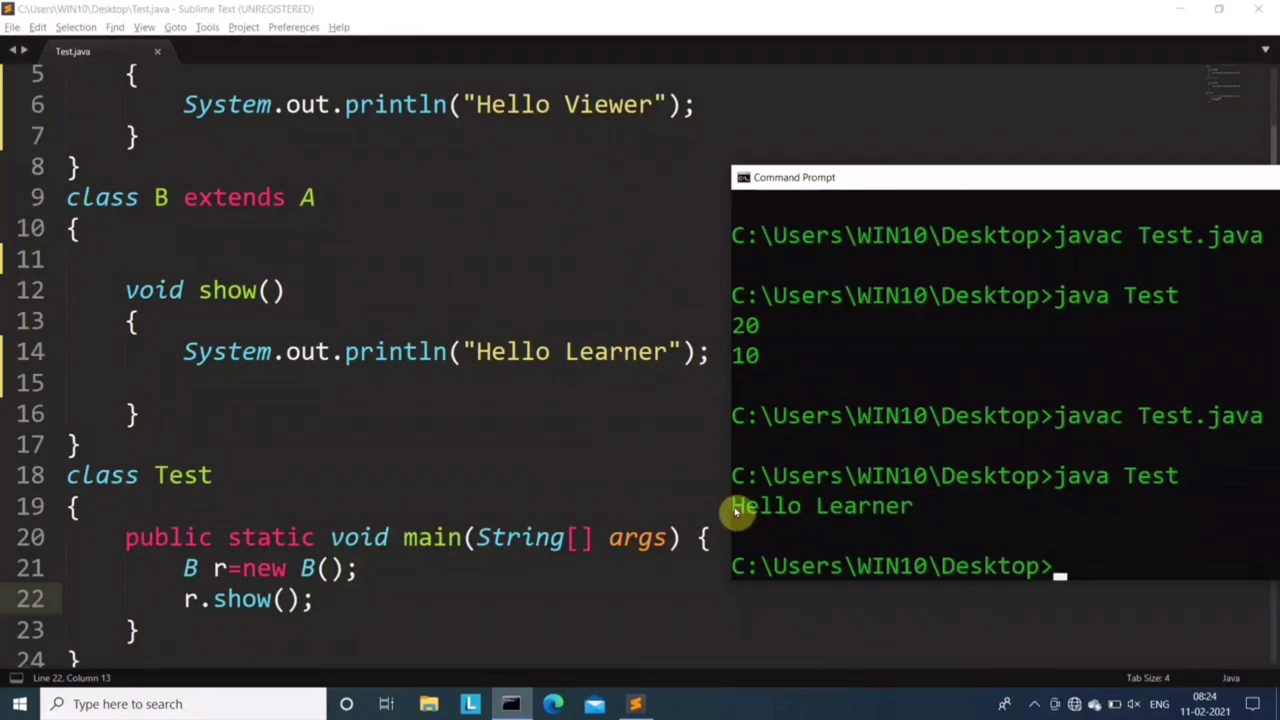 C:\Users\WIN10\Desktop\Test.java - Sublime Text (UNREGISTERED)
File Edit Selection Find View Goto Tools Project Preferences Help
Test.java
5 {
6 System.out.println("Hello Viewer");
7 }
8 }
9 class B extends A
10 {
11
12 void show()
13 {
14 System.out.println("Hello Learner");
15
16 }
17 }
18 class Test
19 {
20 public static void main(String[] args) {
21 B r=new B();
22 r.show();
23 }
24 }
Command Prompt
C:\Users\WIN10\Desktop>javac Test.java
C:\Users\WIN10\Desktop>java Test
20
10
C:\Users\WIN10\Desktop>javac Test.java
C:\Users\WIN10\Desktop>java Test
Hello Learner
C:\Users\WIN10\Desktop>
Line 22, Column 13
Tab Size: 4
Java
Type here to search
L
ENG
08:24
11-02-2021